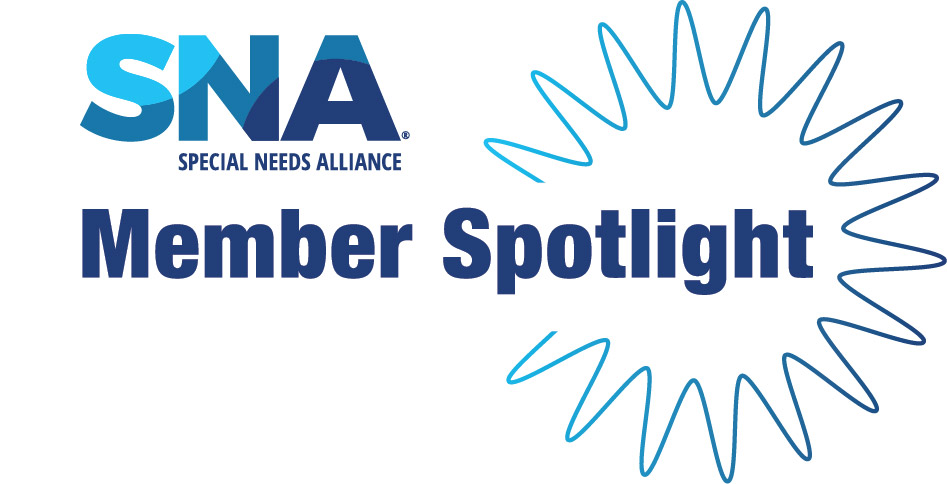 SNA®
SPECIAL NEEDS ALLIANCE
Member Spotlight